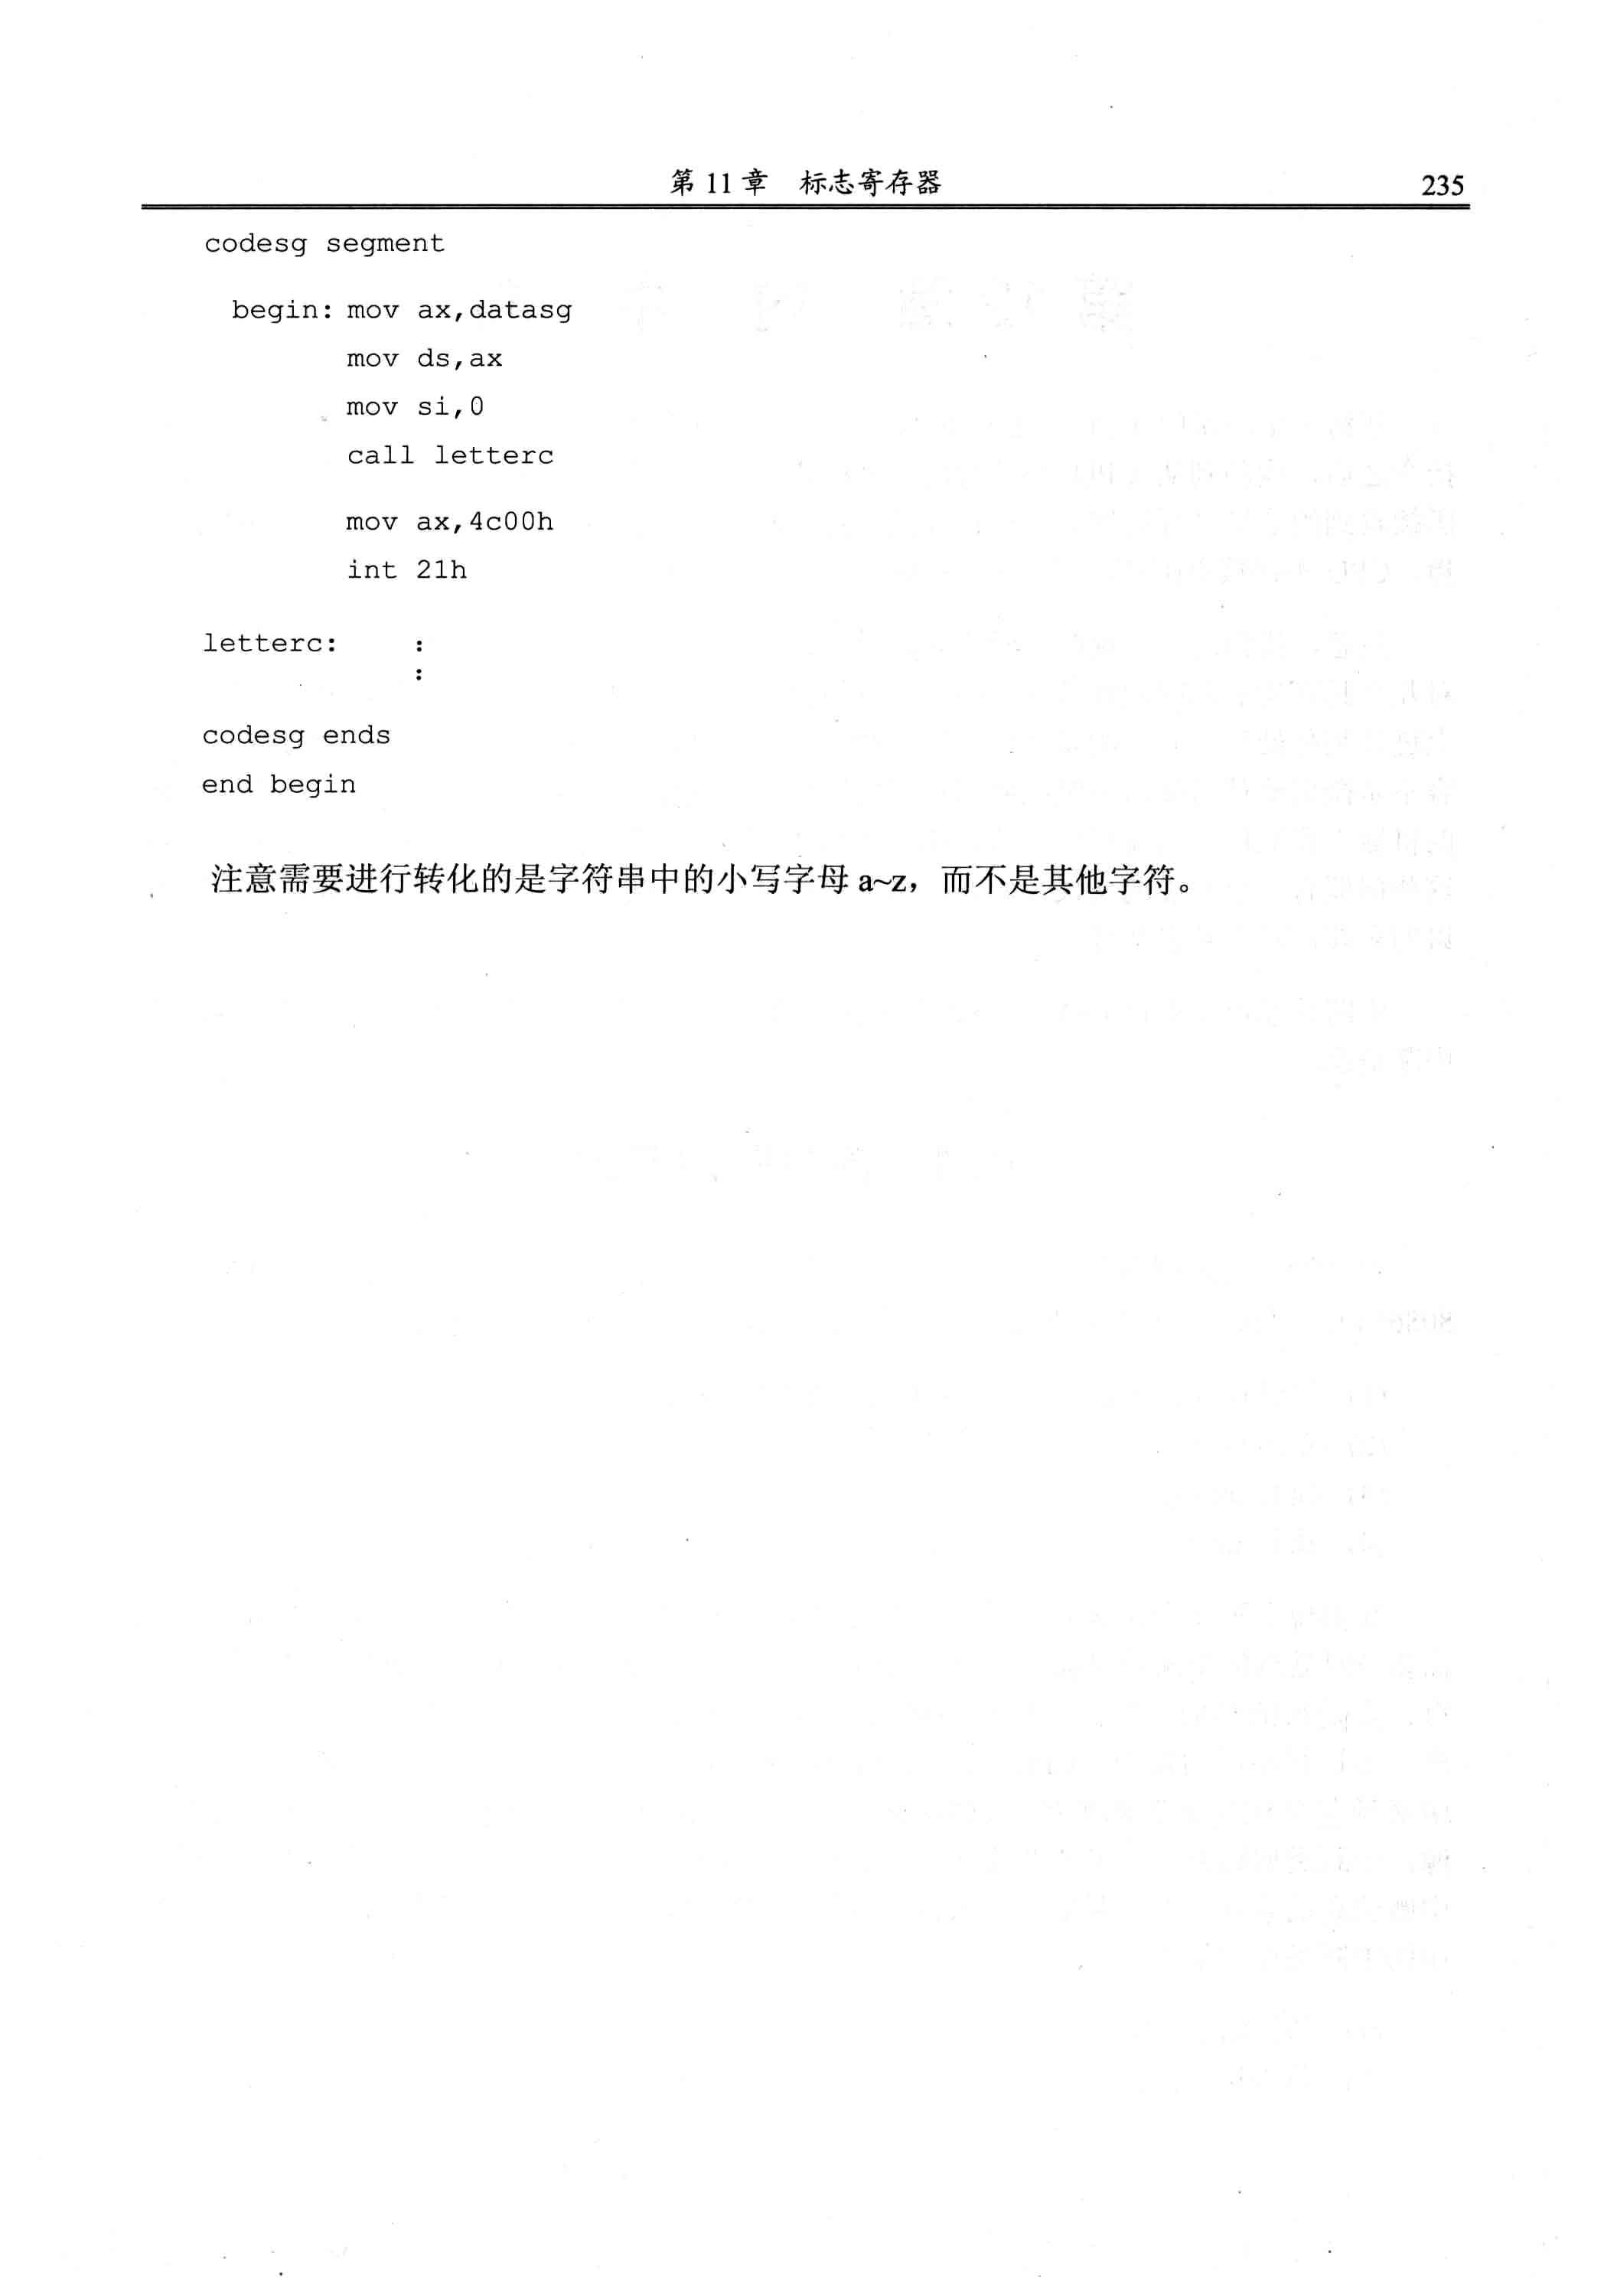 第 11 章 标志寄存器 235
codesg segment
begin: mov ax,datasg
mov ds,ax
mov si,0
call letterc
mov ax,4c00h
int 21h
letterc: :
:
codesg ends
end begin
注意需要进行转化的是字符串中的小写字母 a~z，而不是其他字符。